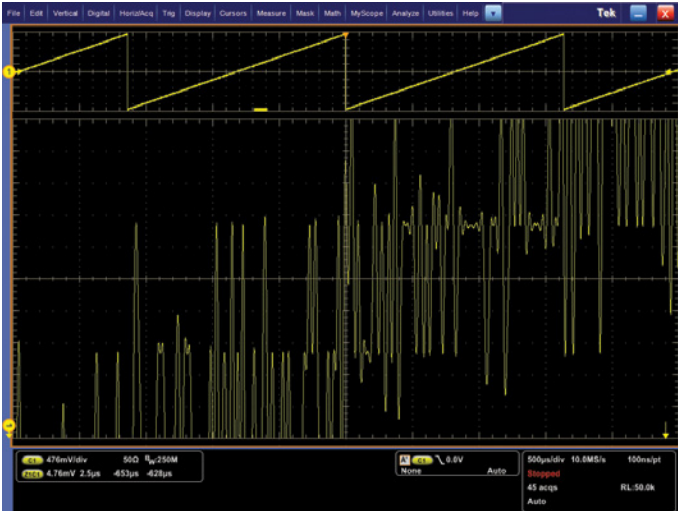 File Edit Vertical Digital Horiz/Acq Trig Display Cursors Measure Mask Math MyScope Analyze Utilities Help Tek
1
C1 476mV/div 50Ω BW:250M
Z1C1 4.76mV 2.5µs -653µs -628µs
A' C1 0.0V
None Auto
500µs/div 10.0MS/s 100ns/pt
Stopped
45 acqs RL:50.0k
Auto